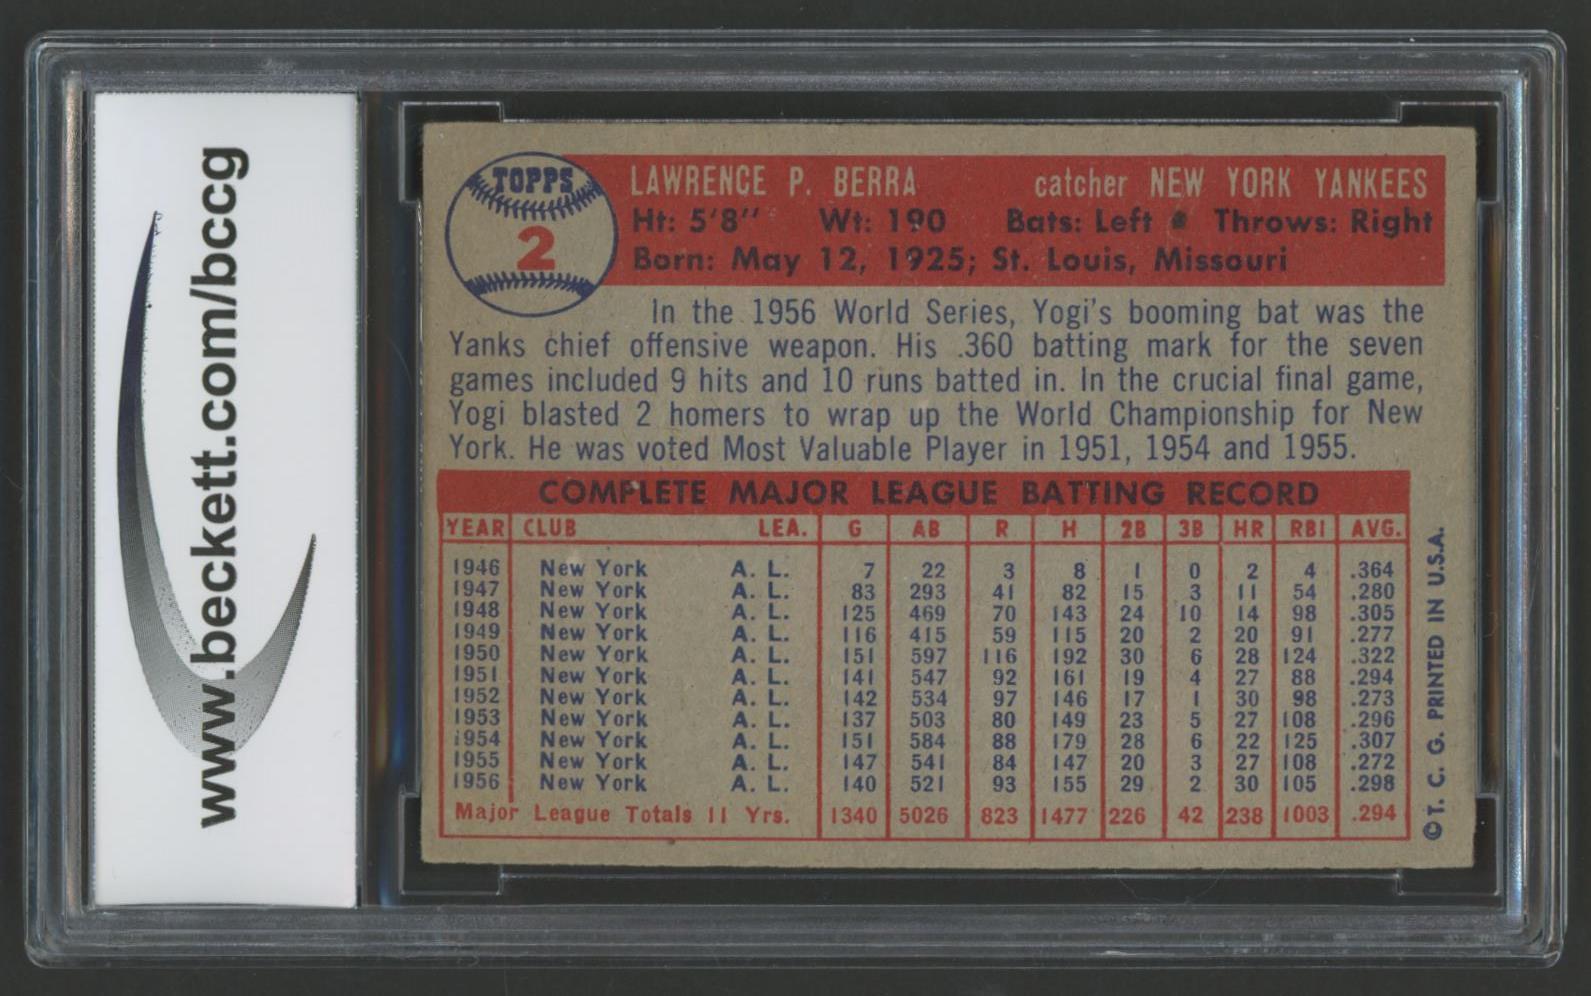 www.beckett.com/bccg
TOPPS
2
LAWRENCE P. BERRA catcher NEW YORK YANKEES
Ht: 5'8" Wt: 190 Bats: Left Throws: Right
Born: May 12, 1925; St. Louis, Missouri
In the 1956 World Series, Yogi's booming bat was the
Yanks chief offensive weapon. His .360 batting mark for the seven
games included 9 hits and 10 runs batted in. In the crucial final game,
Yogi blasted 2 homers to wrap up the World Championship for New
York. He was voted Most Valuable Player in 1951, 1954 and 1955.
COMPLETE MAJOR LEAGUE BATTING RECORD
YEAR CLUB LEA. G AB R H 2B 3B HR RBI AVG.
1946 New York A. L. 7 22 3 8 1 0 2 4 .364
1947 New York A. L. 83 293 41 82 15 3 11 54 .280
1948 New York A. L. 125 469 70 143 24 10 14 98 .305
1949 New York A. L. 116 415 59 115 20 2 20 91 .277
1950 New York A. L. 151 597 116 192 30 6 28 124 .322
1951 New York A. L. 141 547 92 161 19 4 27 88 .294
1952 New York A. L. 142 534 97 146 17 1 30 98 .273
1953 New York A. L. 137 503 80 149 23 5 27 108 .296
1954 New York A. L. 151 584 88 179 28 6 22 125 .307
1955 New York A. L. 147 541 84 147 20 3 27 108 .272
1956 New York A. L. 140 521 93 155 29 2 30 105 .298
Major League Totals 11 Yrs. 1340 5026 823 1477 226 42 238 1003 .294
© T. C. G. PRINTED IN U.S.A.